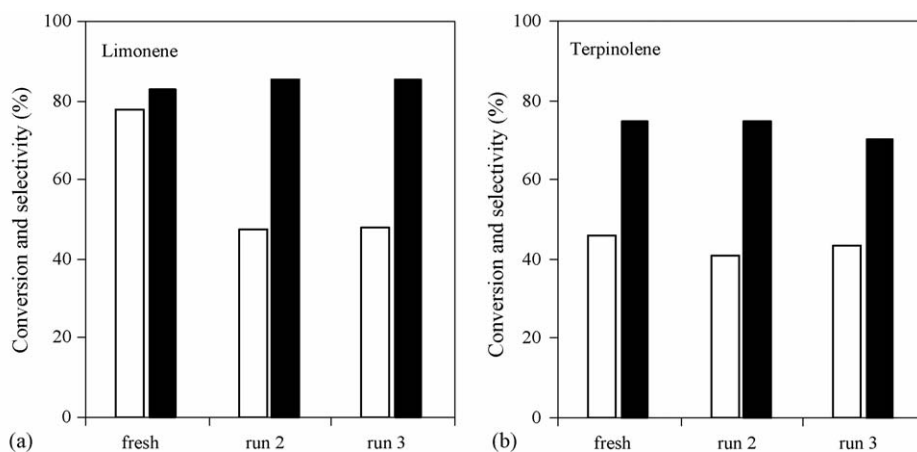 Limonene
Conversion and selectivity (%)
100
80
60
40
20
0
fresh run 2 run 3
(a)
Terpinolene
Conversion and selectivity (%)
100
80
60
40
20
0
fresh run 2 run 3
(b)